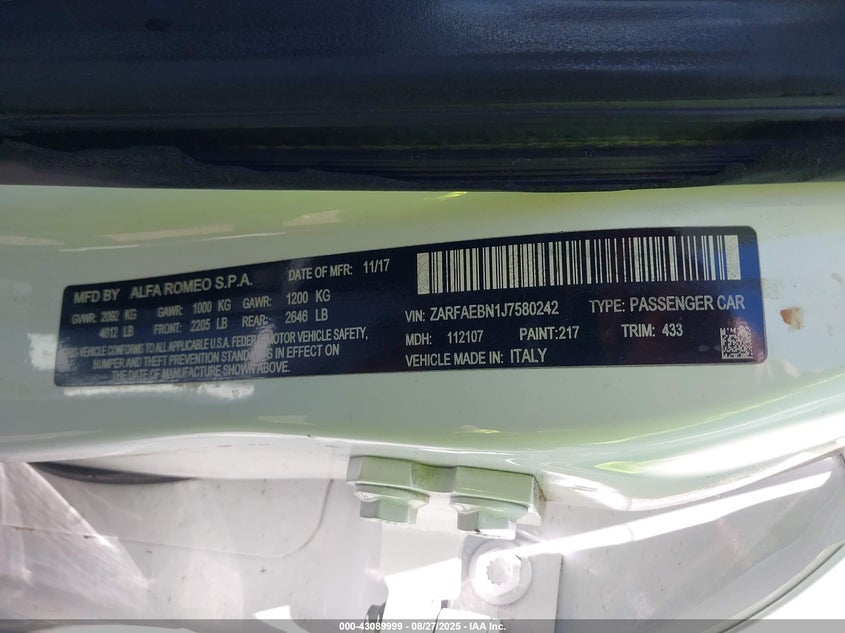 MFD BY ALFA ROMEO S.P.A. DATE OF MFR: 11/17
GVWR: 2092 KG GAWR: 1000 KG GAWR: 1200 KG
4612 LB FRONT: 2205 LB REAR: 2646 LB
THIS VEHICLE CONFORMS TO ALL APPLICABLE U.S.A. FEDERAL MOTOR VEHICLE SAFETY,
BUMPER AND THEFT PREVENTION STANDARDS IN EFFECT ON
THE DATE OF MANUFACTURE SHOWN ABOVE.
VIN: ZARFAEBN1J7580242 TYPE: PASSENGER CAR
MDH: 112107 PAINT: 217 TRIM: 433
VEHICLE MADE IN: ITALY
000-43089999 - 08/27/2025 - Copyright IAA, Inc.